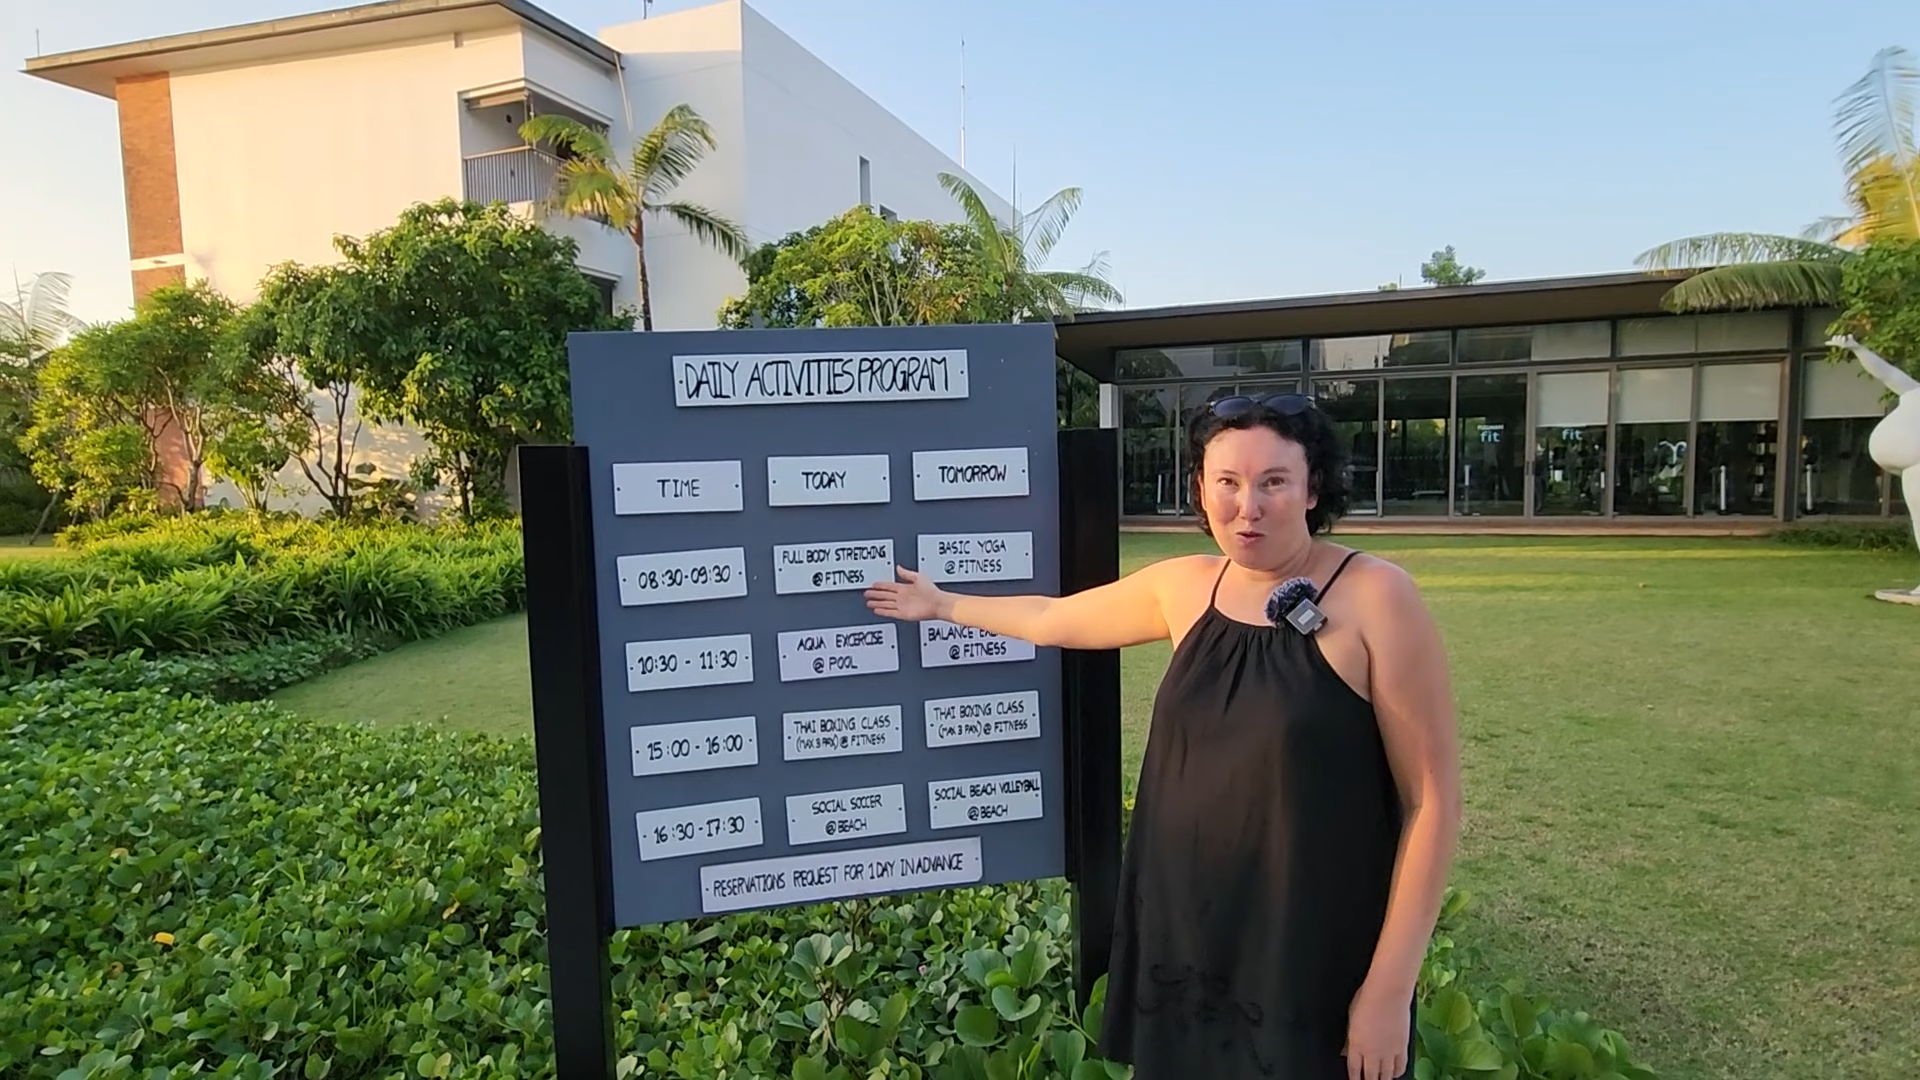 DAILY ACTIVITIES PROGRAM
TIME TODAY TOMORROW
08:30-09:30
FULL BODY STRETCHING
@ FITNESS
BASIC YOGA
@ FITNESS
10:30 - 11:30
AQUA EXCERCISE
@ POOL
BALANCE
@ FITNESS
15:00 - 16:00
THAI BOXING CLASS
(MAX 3 PAX) @ FITNESS
THAI BOXING CLASS
(MAX 3 PAX) @ FITNESS
16:30 - 17:30
SOCIAL SOCCER
@ BEACH
SOCIAL BEACH VOLLEYBALL
@ BEACH
RESERVATIONS REQUEST FOR 1 DAY IN ADVANCE
fit
fit